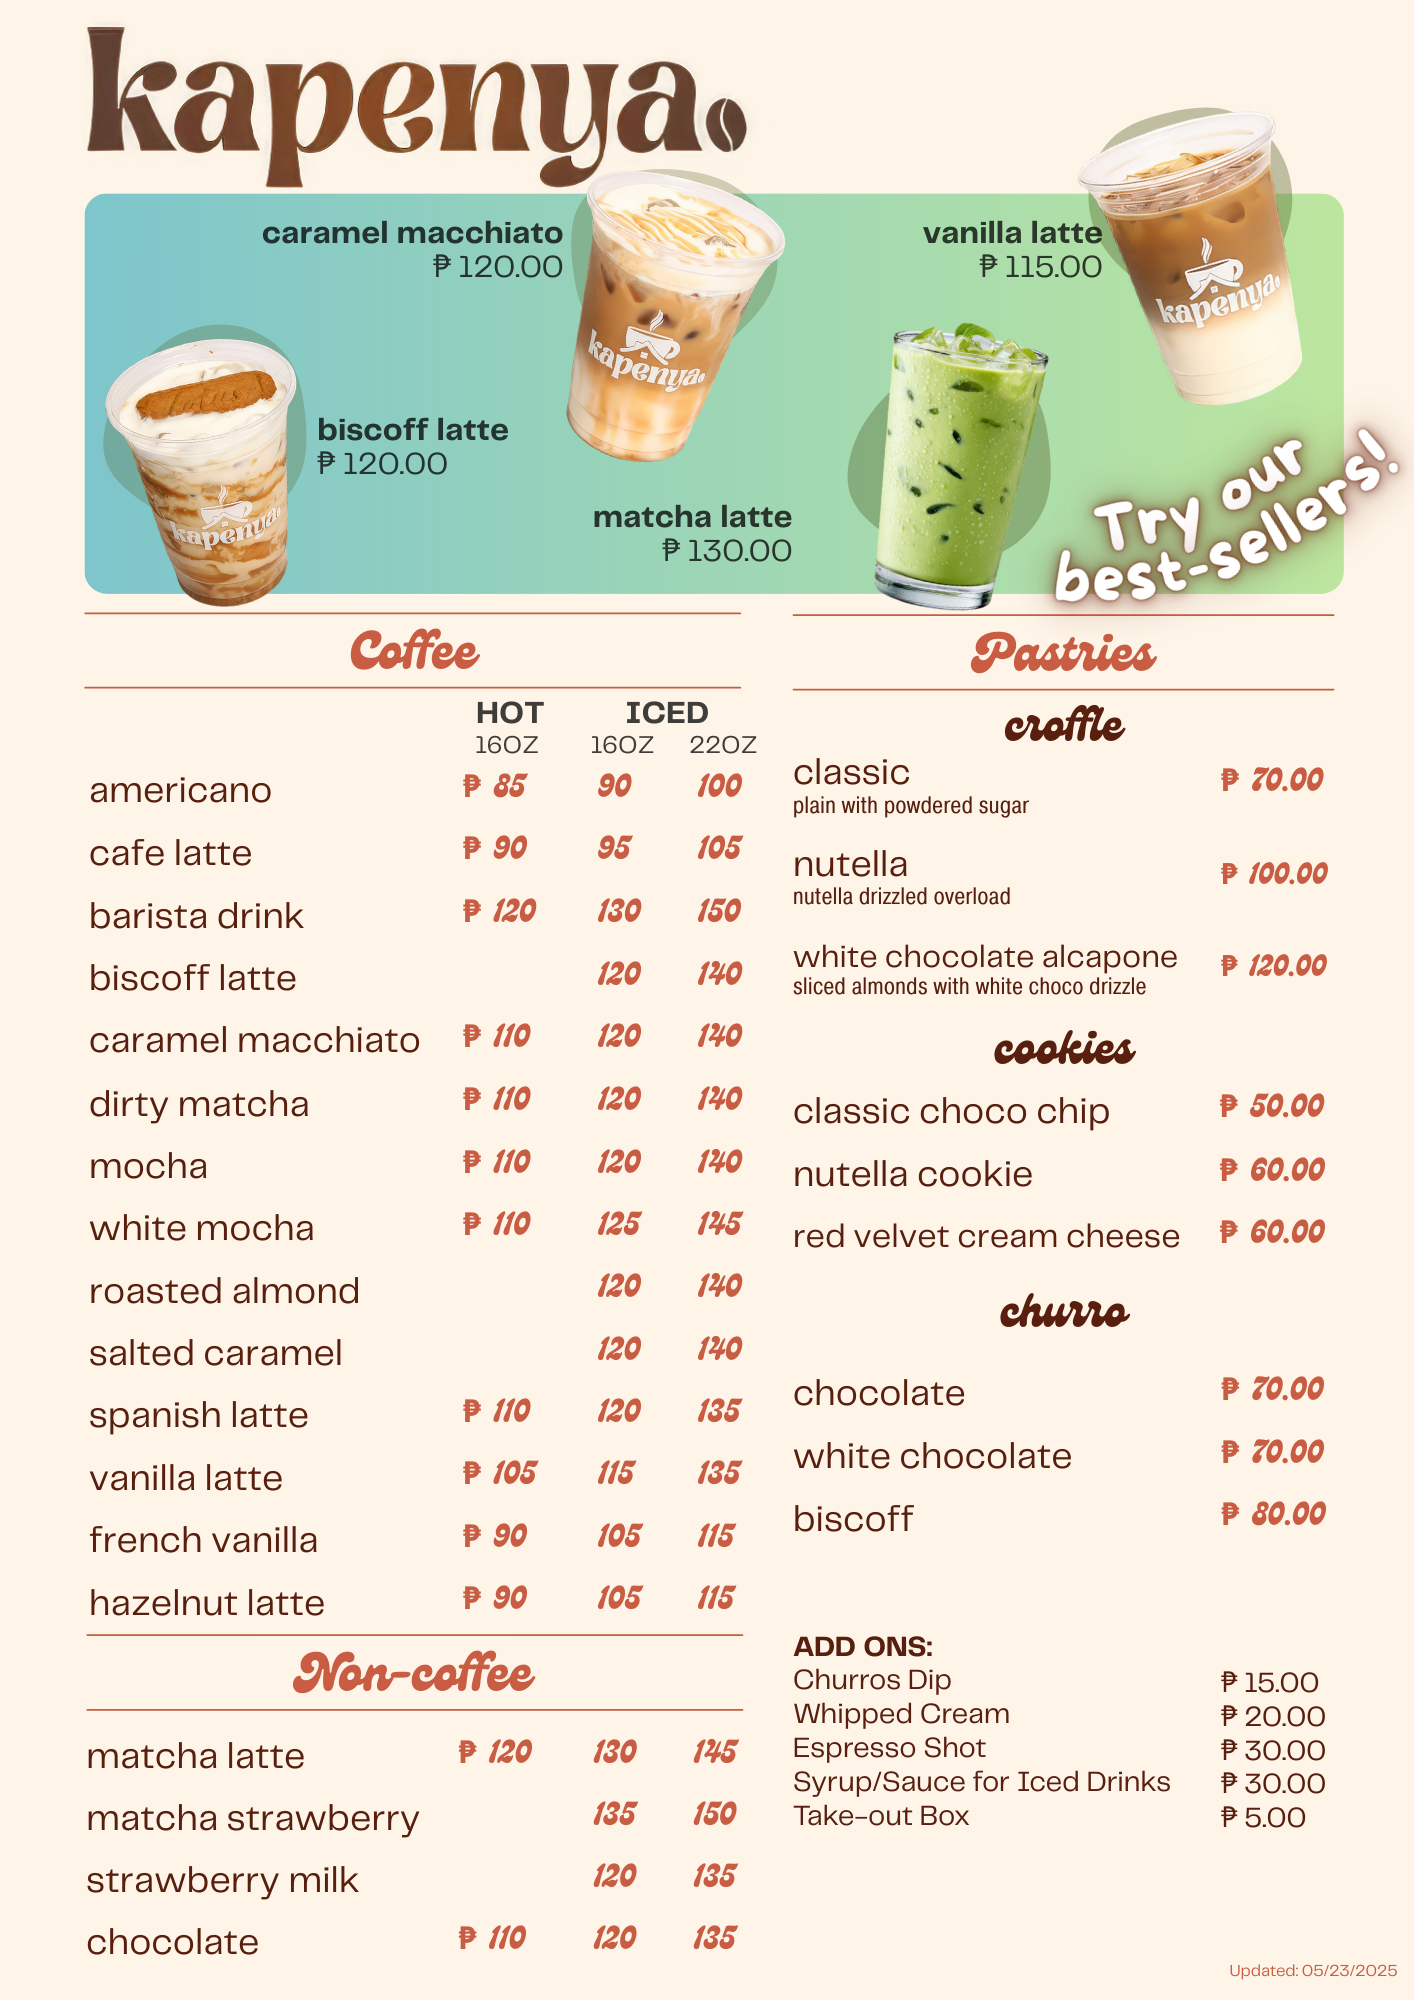 kapenya.
caramel macchiato
₱ 120.00
vanilla latte
₱ 115.00
kapenya.
kapenya.
Lotus
biscoff latte
₱ 120.00
kapenya.
matcha latte
₱ 130.00
Try our
best-sellers!
Coffee
HOT ICED
16OZ 16OZ 22OZ
americano ₱ 85 90 100
cafe latte ₱ 90 95 105
barista drink ₱ 120 130 150
biscoff latte 120 140
caramel macchiato ₱ 110 120 140
dirty matcha ₱ 110 120 140
mocha ₱ 110 120 140
white mocha ₱ 110 125 145
roasted almond 120 140
salted caramel 120 140
spanish latte ₱ 110 120 135
vanilla latte ₱ 105 115 135
french vanilla ₱ 90 105 115
hazelnut latte ₱ 90 105 115
Non-coffee
matcha latte ₱ 120 130 145
matcha strawberry 135 150
strawberry milk 120 135
chocolate ₱ 110 120 135
Pastries
croffle
classic ₱ 70.00
plain with powdered sugar
nutella ₱ 100.00
nutella drizzled overload
white chocolate alcapone ₱ 120.00
sliced almonds with white choco drizzle
cookies
classic choco chip ₱ 50.00
nutella cookie ₱ 60.00
red velvet cream cheese ₱ 60.00
churro
chocolate ₱ 70.00
white chocolate ₱ 70.00
biscoff ₱ 80.00
ADD ONS:
Churros Dip ₱ 15.00
Whipped Cream ₱ 20.00
Espresso Shot ₱ 30.00
Syrup/Sauce for Iced Drinks ₱ 30.00
Take-out Box ₱ 5.00
Updated: 05/23/2025